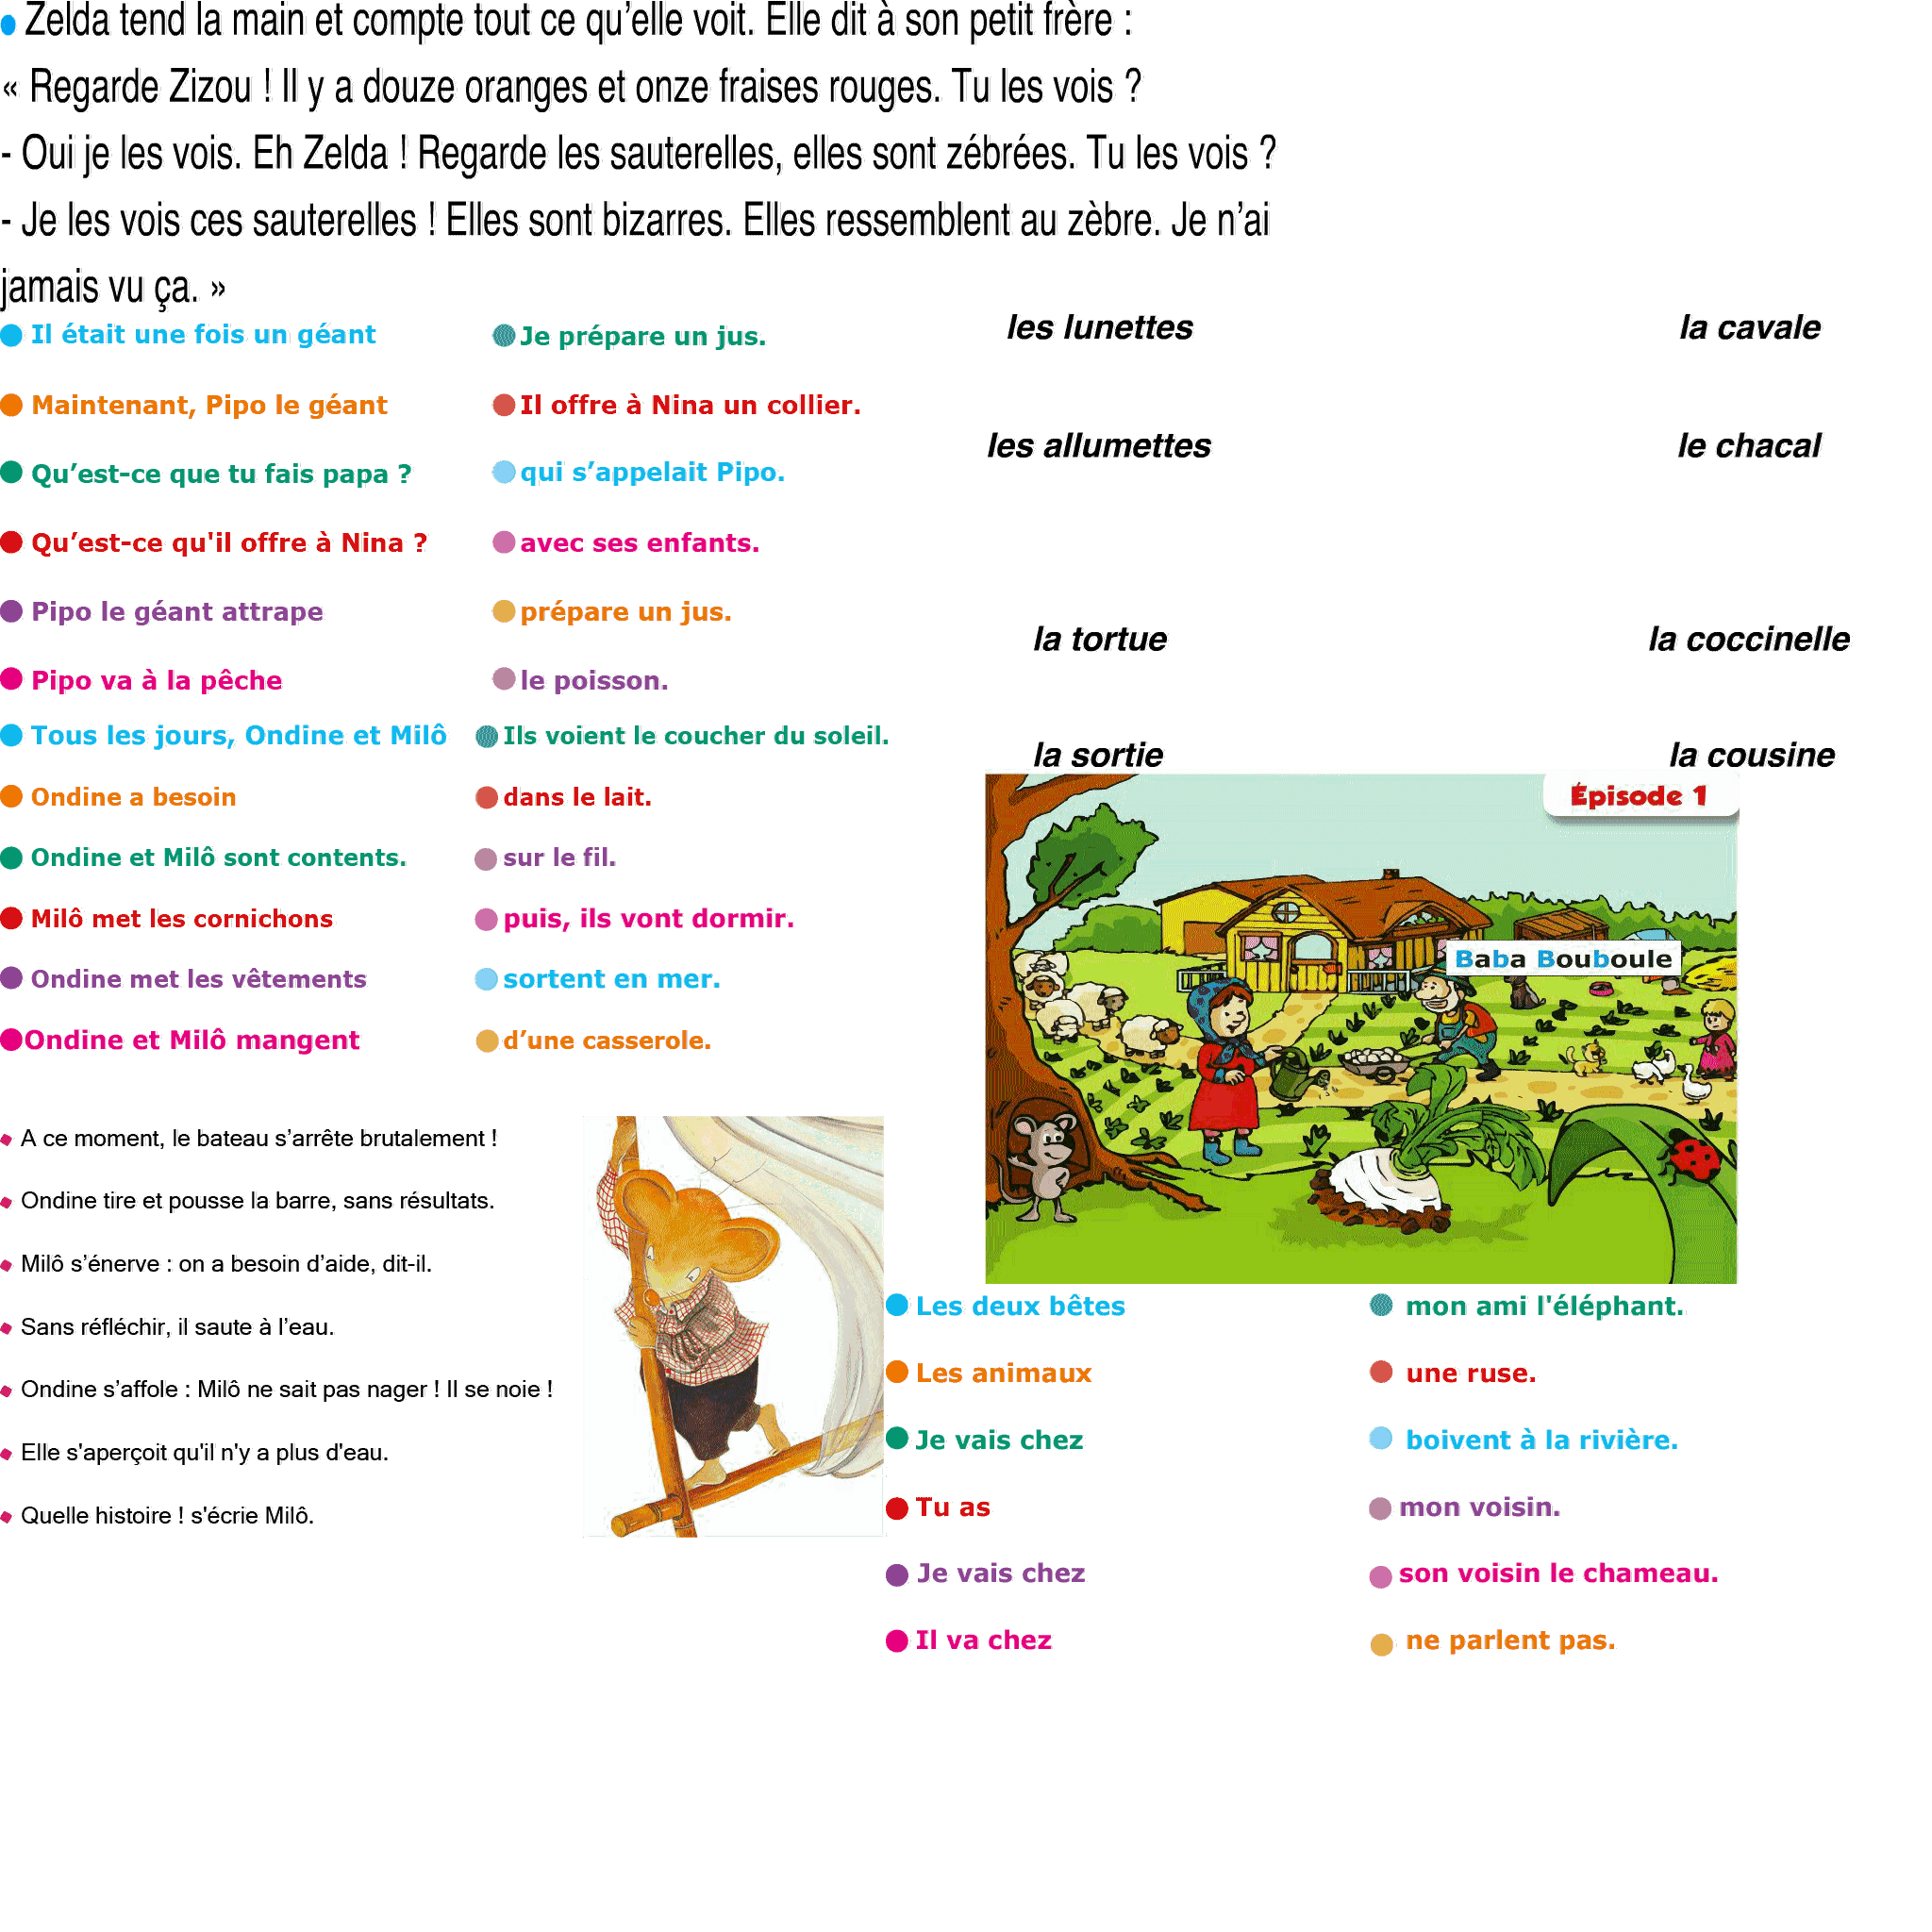 Zelda tend la main et compte tout ce qu’elle voit. Elle dit à son petit frère :
« Regarde Zizou ! Il y a douze oranges et onze fraises rouges. Tu les vois ?
- Oui je les vois. Eh Zelda ! Regarde les sauterelles, elles sont zébrées. Tu les vois ?
- Je les vois ces sauterelles ! Elles sont bizarres. Elles ressemblent au zèbre. Je n’ai
jamais vu ça. »
Il était une fois un géant
Je prépare un jus.
Maintenant, Pipo le géant
Il offre à Nina un collier.
Qu’est-ce que tu fais papa ?
qui s’appelait Pipo.
Qu’est-ce qu'il offre à Nina ?
avec ses enfants.
Pipo le géant attrape
prépare un jus.
Pipo va à la pêche
le poisson.
Tous les jours, Ondine et Milô
Ils voient le coucher du soleil.
Ondine a besoin
dans le lait.
Ondine et Milô sont contents.
sur le fil.
Milô met les cornichons
puis, ils vont dormir.
Ondine met les vêtements
sortent en mer.
Ondine et Milô mangent
d’une casserole.
les lunettes
la cavale
les allumettes
le chacal
la tortue
la coccinelle
la sortie
la cousine
Épisode 1
Baba Bouboule
A ce moment, le bateau s’arrête brutalement !
Ondine tire et pousse la barre, sans résultats.
Milô s’énerve : on a besoin d’aide, dit-il.
Sans réfléchir, il saute à l’eau.
Ondine s’affole : Milô ne sait pas nager ! Il se noie !
Elle s'aperçoit qu'il n'y a plus d'eau.
Quelle histoire ! s'écrie Milô.
Les deux bêtes
mon ami l'éléphant.
Les animaux
une ruse.
Je vais chez
boivent à la rivière.
Tu as
mon voisin.
Je vais chez
son voisin le chameau.
Il va chez
ne parlent pas.